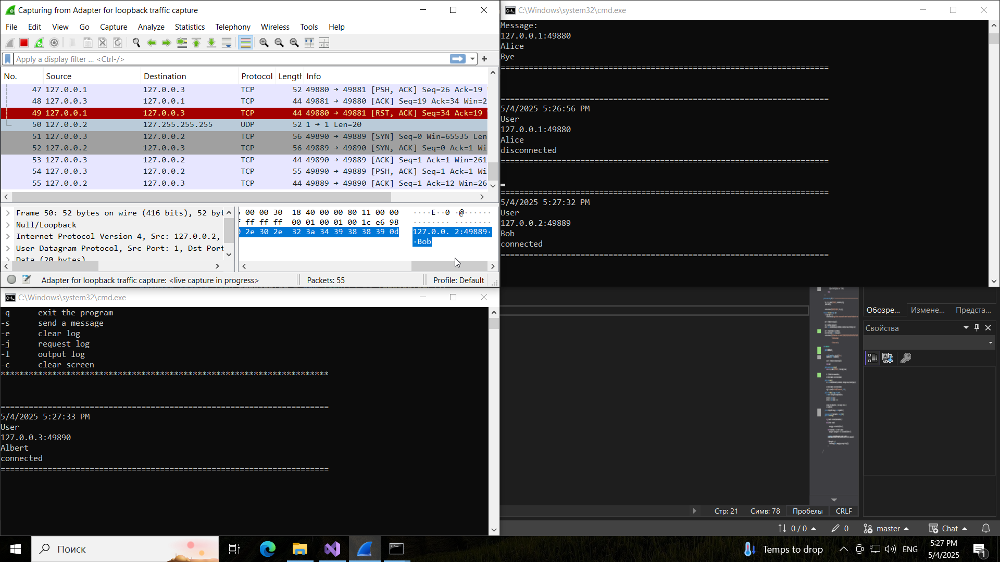 Capturing from Adapter for loopback traffic capture
File Edit View Go Capture Analyze Statistics Telephony Wireless Tools Help
Apply a display filter ... <Ctrl-/>
No. Source Destination Protocol Length Info
47 127.0.0.1 127.0.0.3 TCP 52 49880 → 49881 [PSH, ACK] Seq=26 Ack=19
48 127.0.0.3 127.0.0.1 TCP 44 49881 → 49880 [ACK] Seq=19 Ack=34 Win=2
49 127.0.0.1 127.0.0.3 TCP 44 49880 → 49881 [RST, ACK] Seq=34 Ack=19
50 127.0.0.2 127.255.255.255 UDP 52 1 → 1 Len=20
51 127.0.0.3 127.0.0.2 TCP 56 49890 → 49889 [SYN] Seq=0 Win=65535 Len
52 127.0.0.2 127.0.0.3 TCP 56 49889 → 49890 [SYN, ACK] Seq=0 Ack=1 Wi
53 127.0.0.3 127.0.0.2 TCP 44 49890 → 49889 [ACK] Seq=1 Ack=1 Win=261
54 127.0.0.3 127.0.0.2 TCP 55 49890 → 49889 [PSH, ACK] Seq=1 Ack=1 Wi
55 127.0.0.2 127.0.0.3 TCP 44 49889 → 49890 [ACK] Seq=1 Ack=12 Win=26
Frame 50: 52 bytes on wire (416 bits), 52 byt
Null/Loopback
Internet Protocol Version 4, Src: 127.0.0.2,
User Datagram Protocol, Src Port: 1, Dst Port
Data (20 bytes)
00 00 30 18 40 00 00 80 11 00 00 ····E··0 ·@······
ff ff ff 00 01 00 01 00 1c e6 98 ········ ········
2e 30 2e 32 3a 34 39 38 38 39 0d 127.0.0. 2:49889·
·Bob
Adapter for loopback traffic capture: <live capture in progress>
Packets: 55
Profile: Default
C:\Windows\system32\cmd.exe
Message:
127.0.0.1:49880
Alice
Bye
======================================================================
======================================================================
5/4/2025 5:26:56 PM
User
127.0.0.1:49880
Alice
disconnected
======================================================================
======================================================================
5/4/2025 5:27:32 PM
User
127.0.0.2:49889
Bob
connected
======================================================================
C:\Windows\system32\cmd.exe
-q exit the program
-s send a message
-e clear log
-j request log
-l output log
-c clear screen
**********************************************************************
======================================================================
5/4/2025 5:27:33 PM
User
127.0.0.3:49890
Albert
connected
======================================================================
Обозре... Измене... Предста...
Свойства
Стр: 21 Симв: 78 Пробелы CRLF
0 / 0 0 master Chat
Поиск
Temps to drop
ENG
5:27 PM
5/4/2025
1